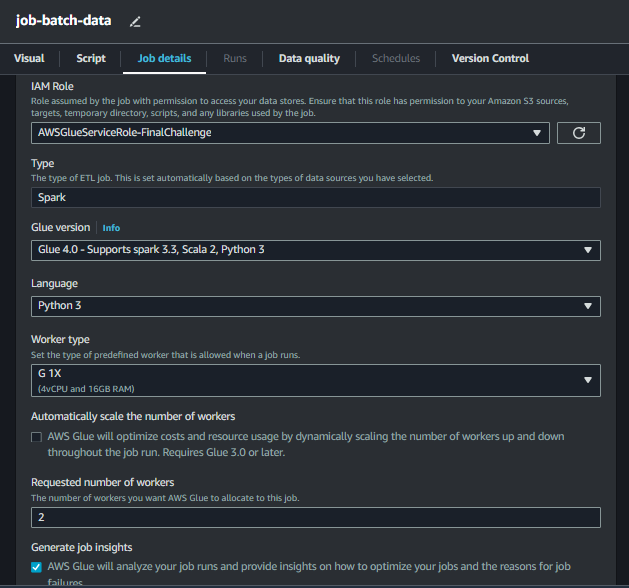 job-batch-data
Visual
Script
Job details
Runs
Data quality
Schedules
Version Control
IAM Role
Role assumed by the job with permission to access your data stores. Ensure that this role has permission to your Amazon S3 sources,
targets, temporary directory, scripts, and any libraries used by the job.
AWSGlueServiceRole-FinalChallenge
Type
The type of ETL job. This is set automatically based on the types of data sources you have selected.
Spark
Glue version
Info
Glue 4.0 - Supports spark 3.3, Scala 2, Python 3
Language
Python 3
Worker type
Set the type of predefined worker that is allowed when a job runs.
G 1X
(4vCPU and 16GB RAM)
Automatically scale the number of workers
AWS Glue will optimize costs and resource usage by dynamically scaling the number of workers up and down
throughout the job run. Requires Glue 3.0 or later.
Requested number of workers
The number of workers you want AWS Glue to allocate to this job.
2
Generate job insights
AWS Glue will analyze your job runs and provide insights on how to optimize your jobs and the reasons for job
failures.